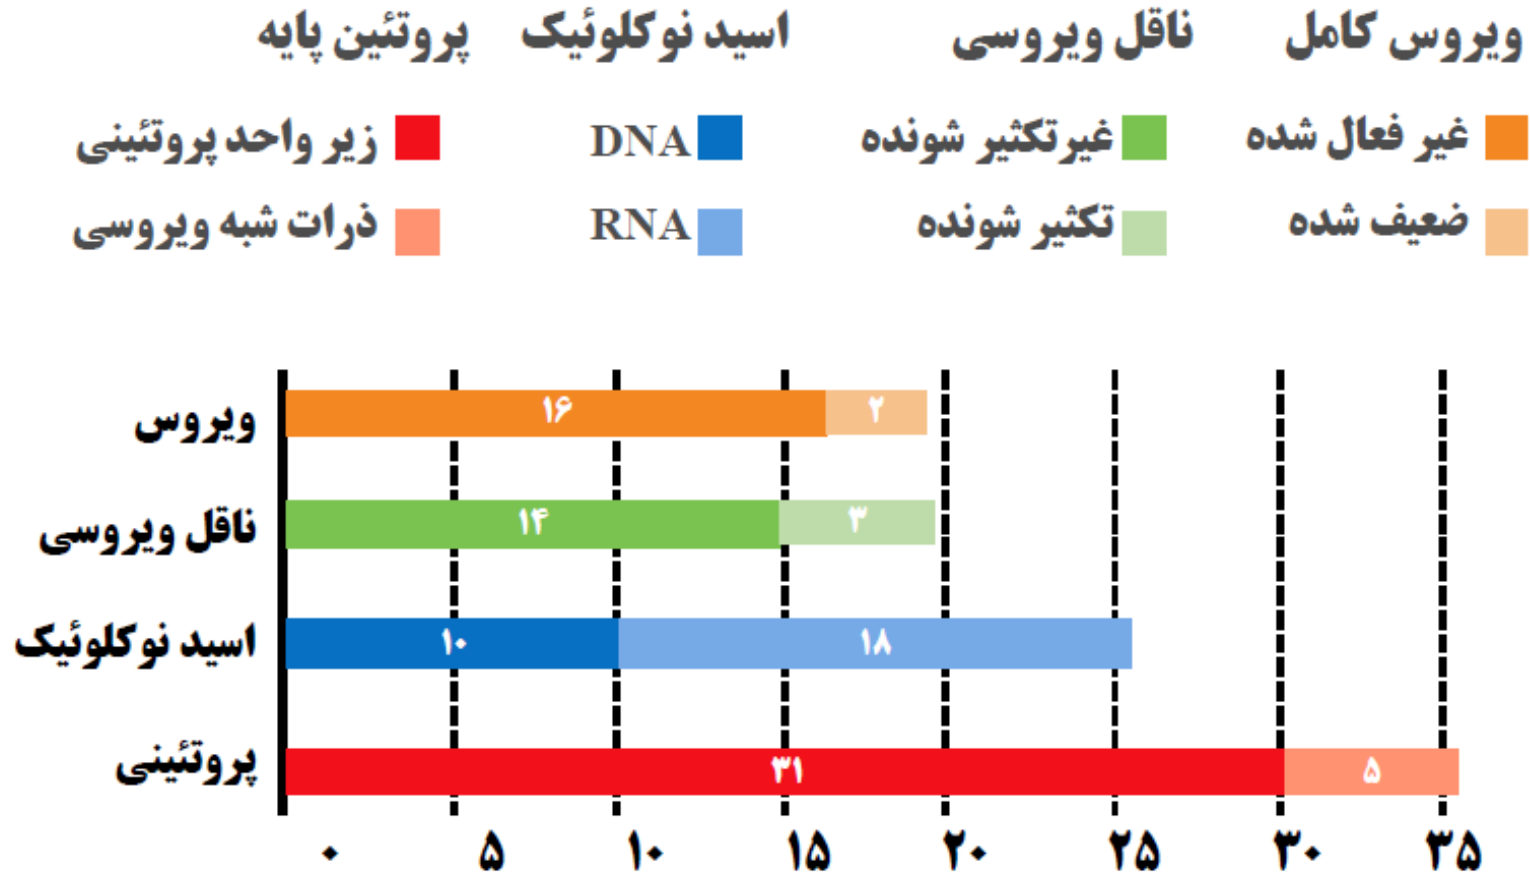 ویروس کامل
ناقل ویروسی
اسید نوکلوئیک
پروتئین پایه
غیر فعال شده
غیرتکثیر شونده
DNA
زیر واحد پروتئینی
ضعیف شده
تکثیر شونده
RNA
ذرات شبه ویروسی
ویروس
۱۶
۲
ناقل ویروسی
۱۴
۳
اسید نوکلوئیک
۱۰
۱۸
پروتئینی
۳۱
۵
۰ ۵ ۱۰ ۱۵ ۲۰ ۲۵ ۳۰ ۳۵